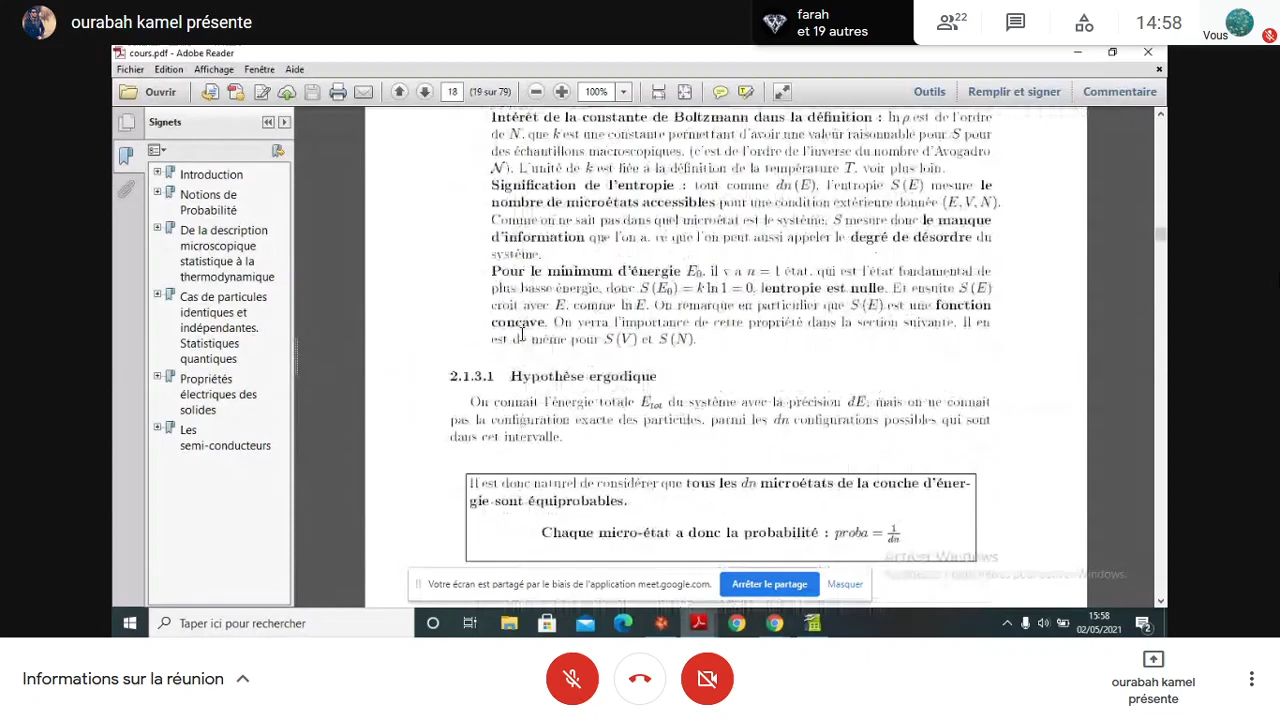 ourabah kamel présente
farah
et 19 autres
22
14:58
Vous
cours.pdf - Adobe Reader
Fichier Edition Affichage Fenêtre Aide
Ouvrir
18 (19 sur 79)
100%
Outils Remplir et signer Commentaire
Signets
Introduction
Notions de
Probabilité
De la description
microscopique
statistique à la
thermodynamique
Cas de particules
identiques et
indépendantes.
Statistiques
quantiques
Propriétés
électriques des
solides
Les
semi-conducteurs
Intérêt de la constante de Boltzmann dans la définition : ln ρ est de l'ordre
de N, que k est une constante permettant d'avoir une valeur raisonnable pour S pour
des échantillons macroscopiques, (c'est de l'ordre de l'inverse du nombre d'Avogadro
N). L'unité de k est liée à la définition de la température T, voir plus loin.
Signification de l'entropie : tout comme dn(E), l'entropie S(E) mesure le
nombre de microétats accessibles pour une condition extérieure donnée (E, V, N).
Comme on ne sait pas dans quel microétat est le système, S mesure donc le manque
d'information que l'on a, ce que l'on peut aussi appeler le degré de désordre du
système.
Pour le minimum d'énergie E0, il y a n = 1 état, qui est l'état fondamental de
plus basse énergie, donc S(E0) = k ln 1 = 0, lentropie est nulle. Et ensuite S(E)
croit avec E, comme ln E. On remarque en particulier que S(E) est une fonction
concave. On verra l'importance de cette propriété dans la section suivante. Il en
est de même pour S(V) et S(N).
2.1.3.1 Hypothèse ergodique
On connait l'énergie totale Etot du système avec la précision dE, mais on ne connait
pas la configuration exacte des particules, parmi les dn configurations possibles qui sont
dans cet intervalle.
Il est donc naturel de considérer que tous les dn microétats de la couche d'éner-
gie sont équiprobables.
Chaque micro-état a donc la probabilité : proba = 1/dn
Activer Windows
Votre écran est partagé par le biais de l'application meet.google.com.
Arrêter le partage
Masquer
Taper ici pour rechercher
15:58
02/05/2021
2
Informations sur la réunion
ourabah kamel
présente